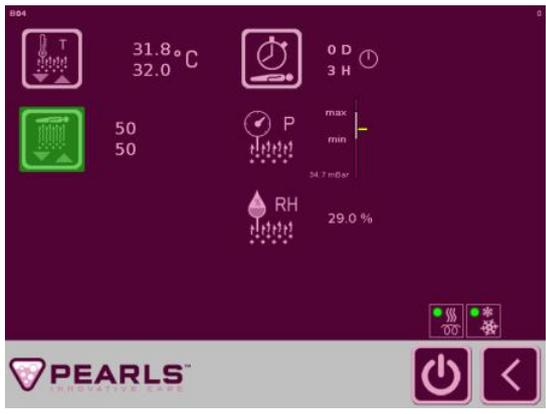 B04
0
T
31.8 °C
32.0
0 D
3 H
50
50
P
max
min
34.7 mBar
RH
29.0 %
PEARLS™
INNOVATIVE CARE